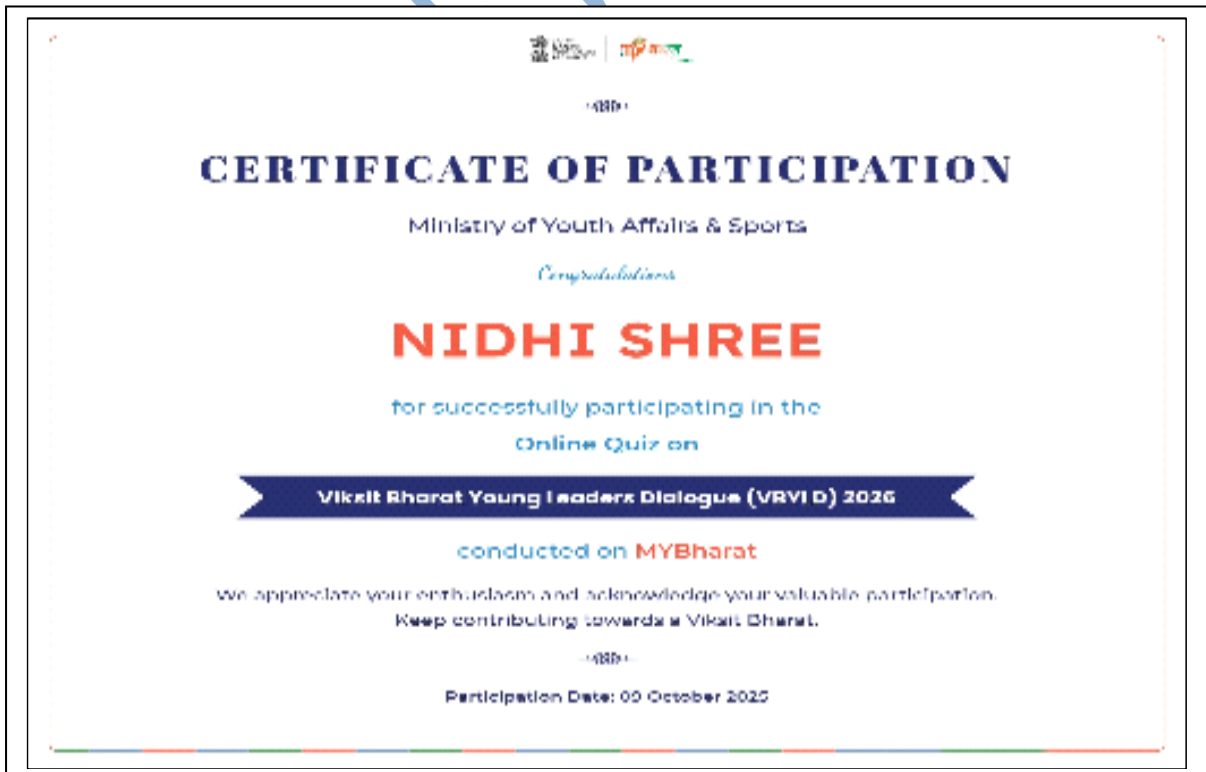 CERTIFICATE OF PARTICIPATION
Ministry of Youth Affairs & Sports
Congratulations
NIDHI SHREE
for successfully participating in the
Online Quiz on
Viksit Bharat Young Leaders Dialogue (VBYLD) 2026
conducted on MYBharat
We appreciate your enthusiasm and acknowledge your valuable participation.
Keep contributing towards a Viksit Bharat.
Participation Date: 09 October 2025